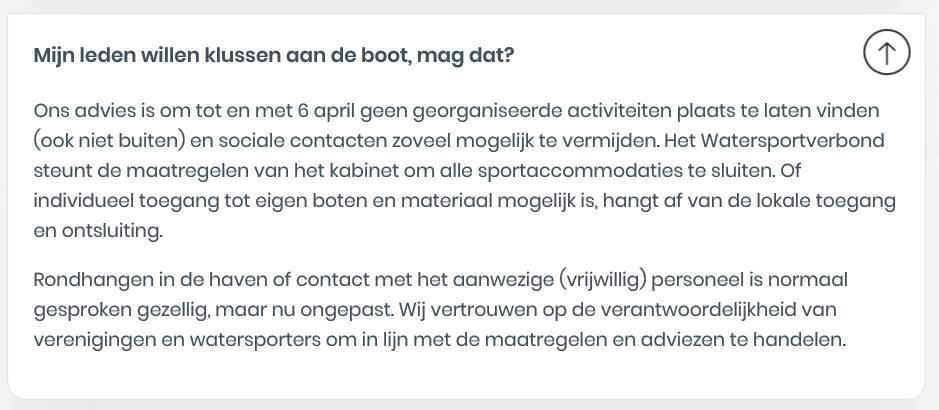 Mijn leden willen klussen aan de boot, mag dat?
Ons advies is om tot en met 6 april geen georganiseerde activiteiten plaats te laten vinden
(ook niet buiten) en sociale contacten zoveel mogelijk te vermijden. Het Watersportverbond
steunt de maatregelen van het kabinet om alle sportaccommodaties te sluiten. Of
individueel toegang tot eigen boten en materiaal mogelijk is, hangt af van de lokale toegang
en ontsluiting.
Rondhangen in de haven of contact met het aanwezige (vrijwillig) personeel is normaal
gesproken gezellig, maar nu ongepast. Wij vertrouwen op de verantwoordelijkheid van
verenigingen en watersporters om in lijn met de maatregelen en adviezen te handelen.